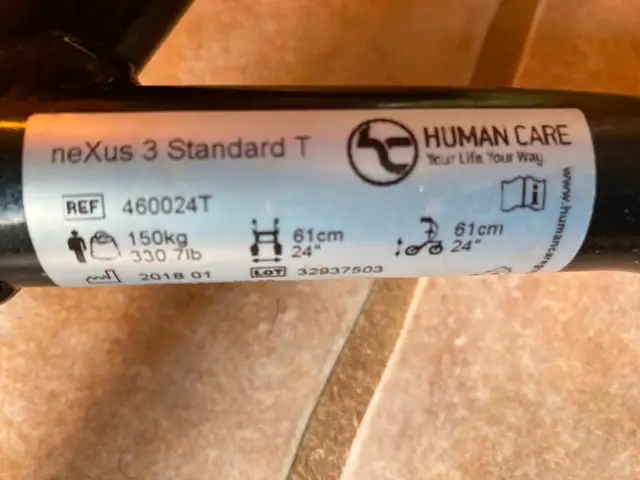 neXus 3 Standard T
HUMAN CARE
Your Life. Your Way.
REF 460024T
150kg
330.7lb
61cm
24"
61cm
24"
2018 01
LOT 32937503